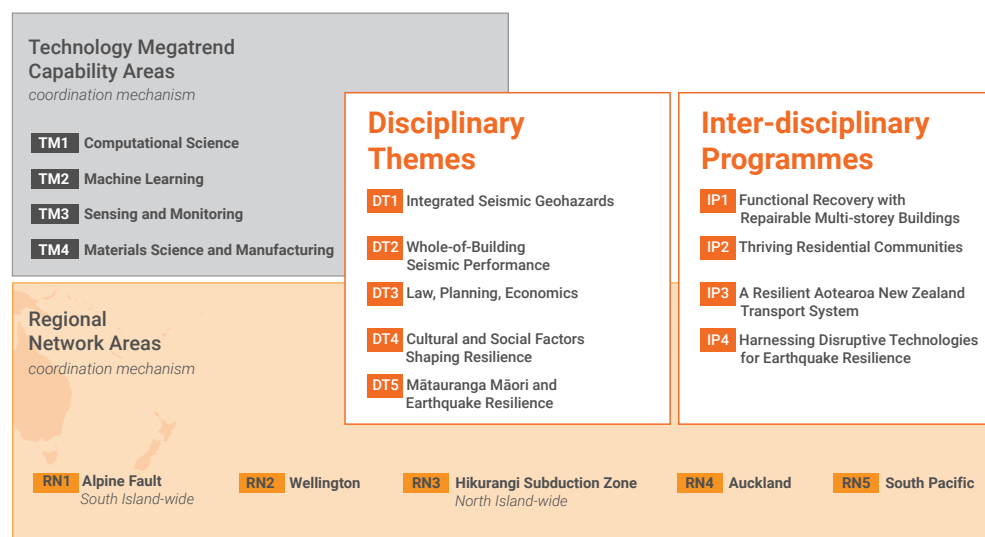 Technology Megatrend
Capability Areas
coordination mechanism
TM1 Computational Science
TM2 Machine Learning
TM3 Sensing and Monitoring
TM4 Materials Science and Manufacturing
Disciplinary
Themes
DT1 Integrated Seismic Geohazards
DT2 Whole-of-Building
Seismic Performance
DT3 Law, Planning, Economics
DT4 Cultural and Social Factors
Shaping Resilience
DT5 Mātauranga Māori and
Earthquake Resilience
Inter-disciplinary
Programmes
IP1 Functional Recovery with
Repairable Multi-storey Buildings
IP2 Thriving Residential Communities
IP3 A Resilient Aotearoa New Zealand
Transport System
IP4 Harnessing Disruptive Technologies
for Earthquake Resilience
Regional
Network Areas
coordination mechanism
RN1 Alpine Fault
South Island-wide
RN2 Wellington
RN3 Hikurangi Subduction Zone
North Island-wide
RN4 Auckland
RN5 South Pacific